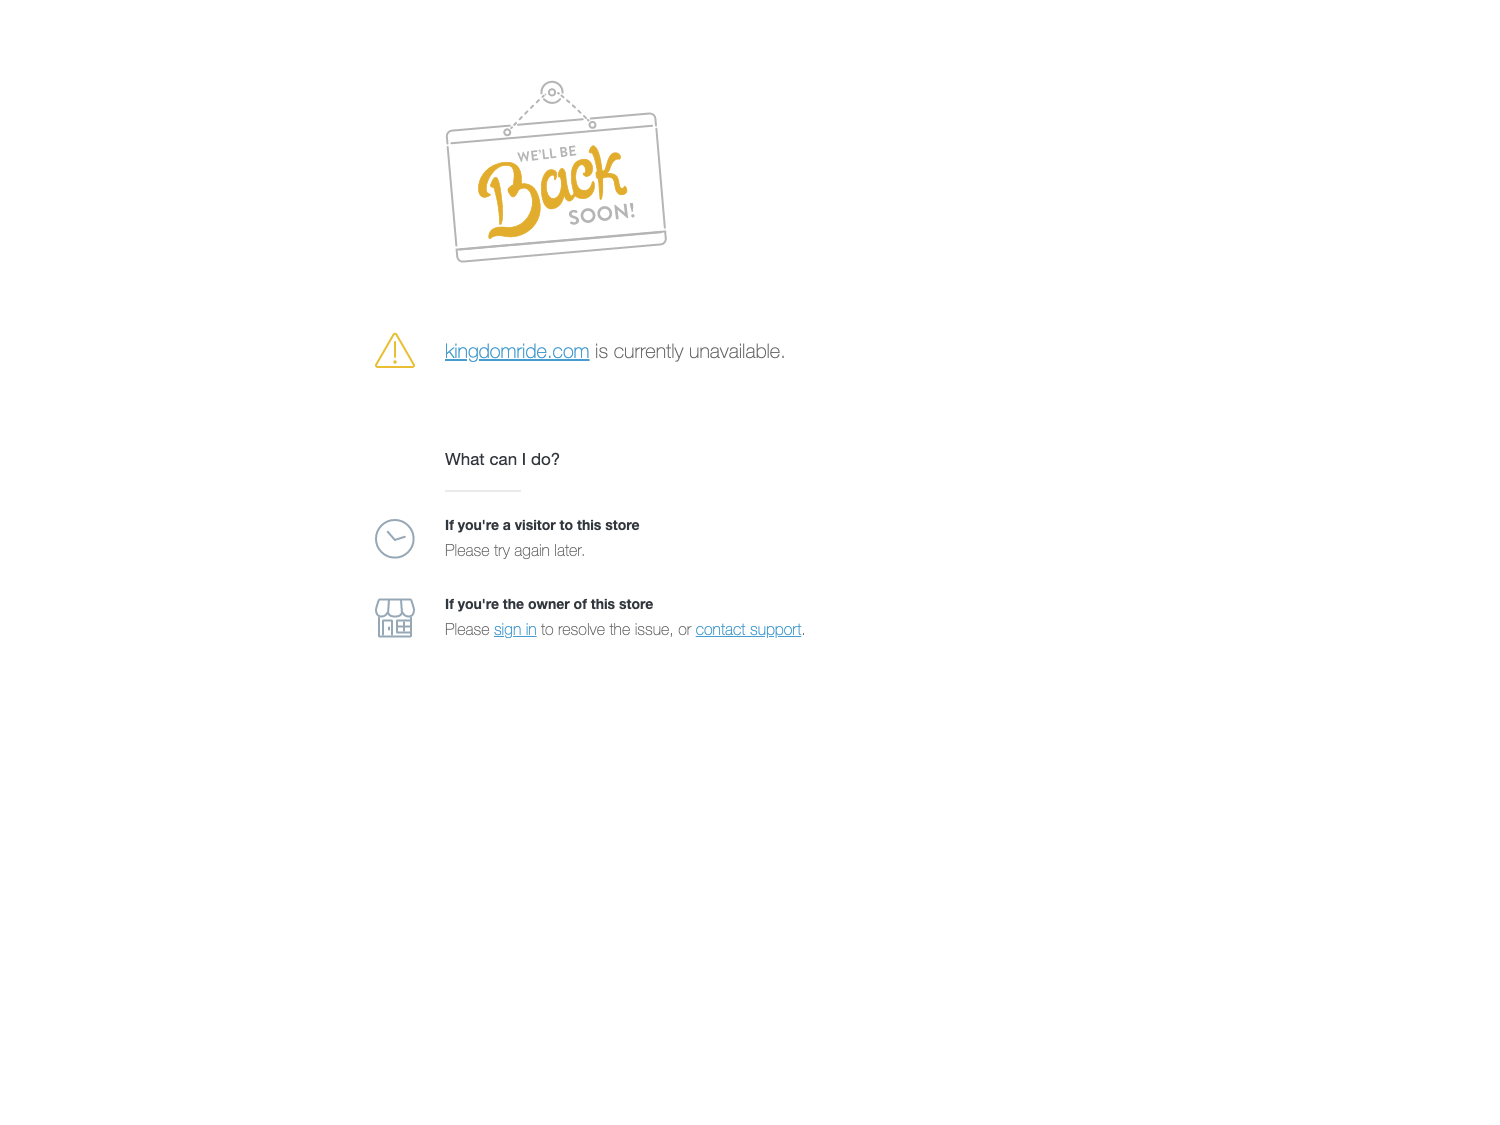 WE'LL BE
Back
SOON!
kingdomride.com is currently unavailable.
What can I do?
If you're a visitor to this store
Please try again later.
If you're the owner of this store
Please sign in to resolve the issue, or contact support.